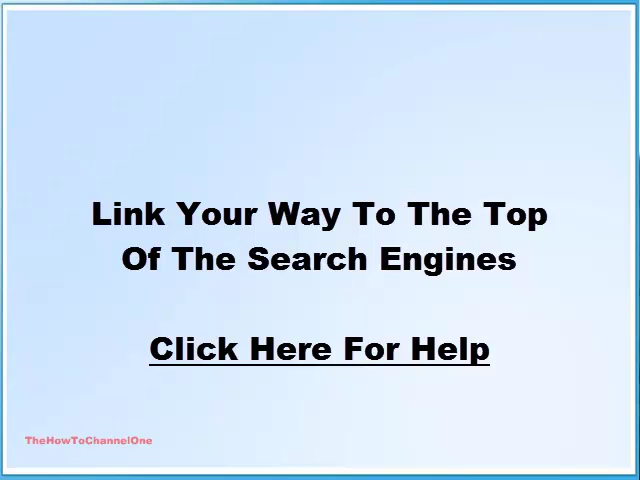 Link Your Way To The Top
Of The Search Engines
Click Here For Help
TheHowToChannelOne